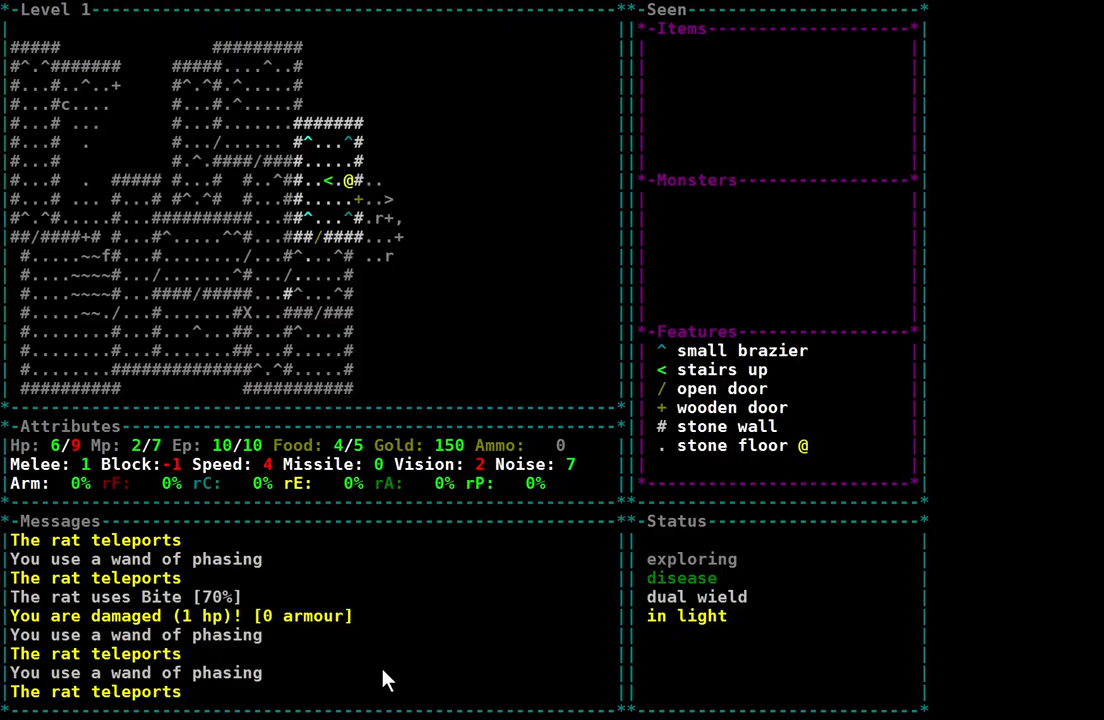 Level 1
#####               #########
#^.^#######     #####....^..#
#...#..^..+     #^.^#.^.....#
#...#c....      #...#.^.....#
#...# ...       #...#.......#######
#...#  .        #.../...... #^...^#
#...#           #.^.####/####.....#
#...#  .  ##### #...#  #..^##..<.@#..
#...# ... #...# #^.^#  #...##.....+..>
#^.^#.....#...##########...##^...^#.r+,
##/####+# #...#^.....^^#...###/####...+
#.....~~f#...#......../...#^...^# ..r
#....~~~~#.../.......^#.../.....#
#....~~~~#...####/#####...#^...^#
#.....~~./...#.......#X...###/###
#........#...#...^...##...#^....#
#........#...#.......##...#.....#
#........##############^.^#.....#
##########            ###########
Attributes
Hp: 6/9 Mp: 2/7 Ep: 10/10 Food: 4/5 Gold: 150 Ammo:   0
Melee: 1 Block:-1 Speed: 4 Missile: 0 Vision: 2 Noise: 7
Arm:  0% rF:   0% rC:   0% rE:   0% rA:   0% rP:   0%
Messages
The rat teleports
You use a wand of phasing
The rat teleports
The rat uses Bite [70%]
You are damaged (1 hp)! [0 armour]
You use a wand of phasing
The rat teleports
You use a wand of phasing
The rat teleports
Seen
Items
Monsters
Features
^ small brazier
< stairs up
/ open door
+ wooden door
# stone wall
. stone floor @
Status
exploring
disease
dual wield
in light